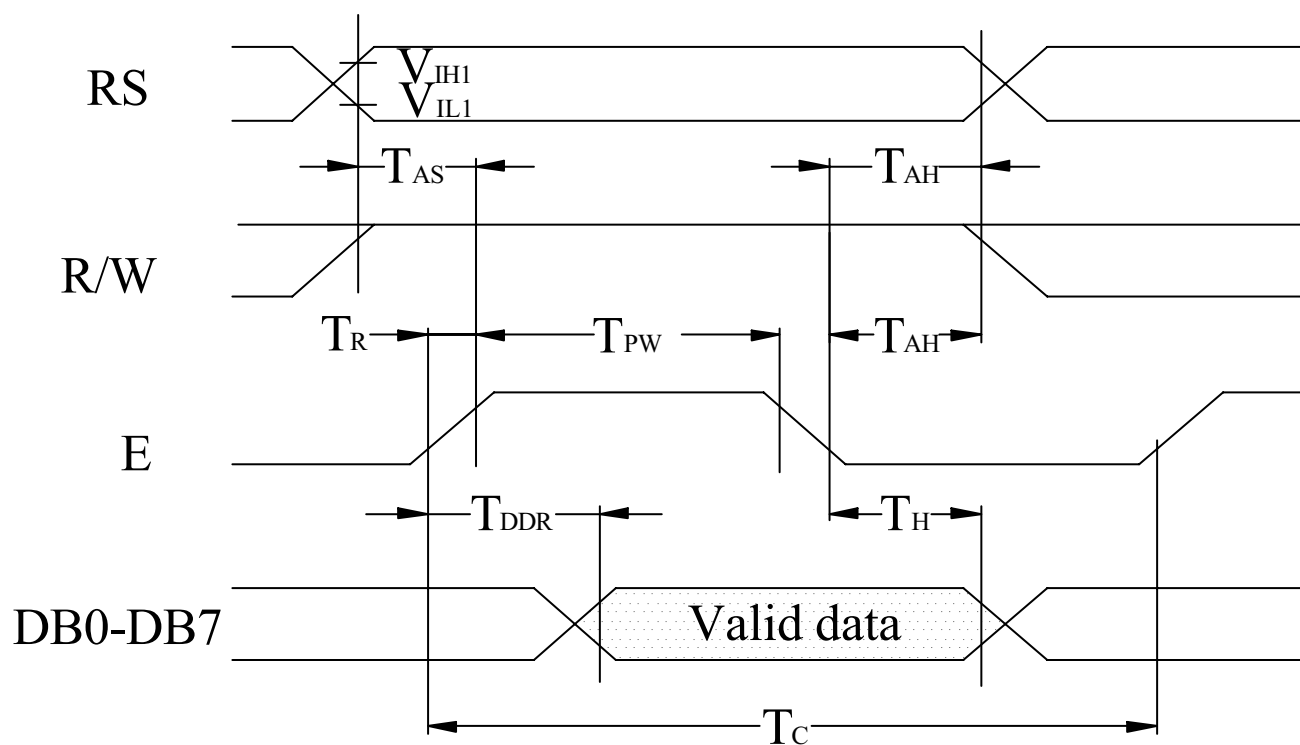 RS
VIH1
VIL1
TAS
TAH
R/W
TR
TPW
TAH
E
TDDR
TH
DB0-DB7
Valid data
TC